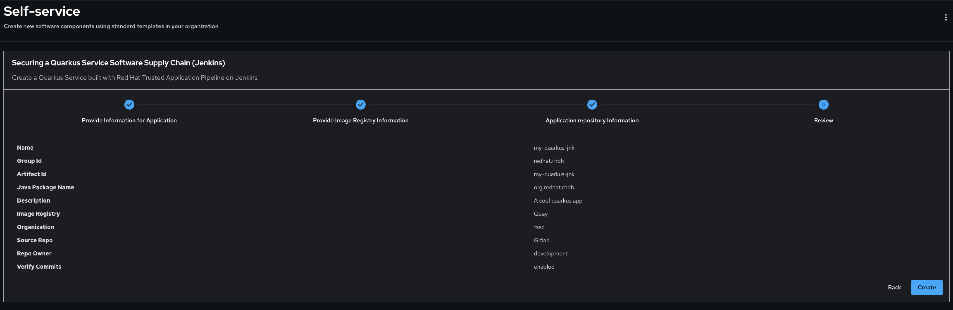 Self-service
Create new software components using standard templates in your organization
Securing a Quarkus Service Software Supply Chain (Jenkins)
Create a Quarkus Service built with Red Hat Trusted Application Pipeline on Jenkins
Provide Information for Application
Provide Image Registry Information
Application repository Information
Review
Name my-quarkus-jnk
Group Id redhat.rhdh
Artifact Id my-quarkus-jnk
Java Package Name org.redhat.rhdh
Description A cool quarkus app
Image Registry Quay
Organization tssc
Source Repo Gitlab
Repo Owner development
Verify Commits enabled
Back Create